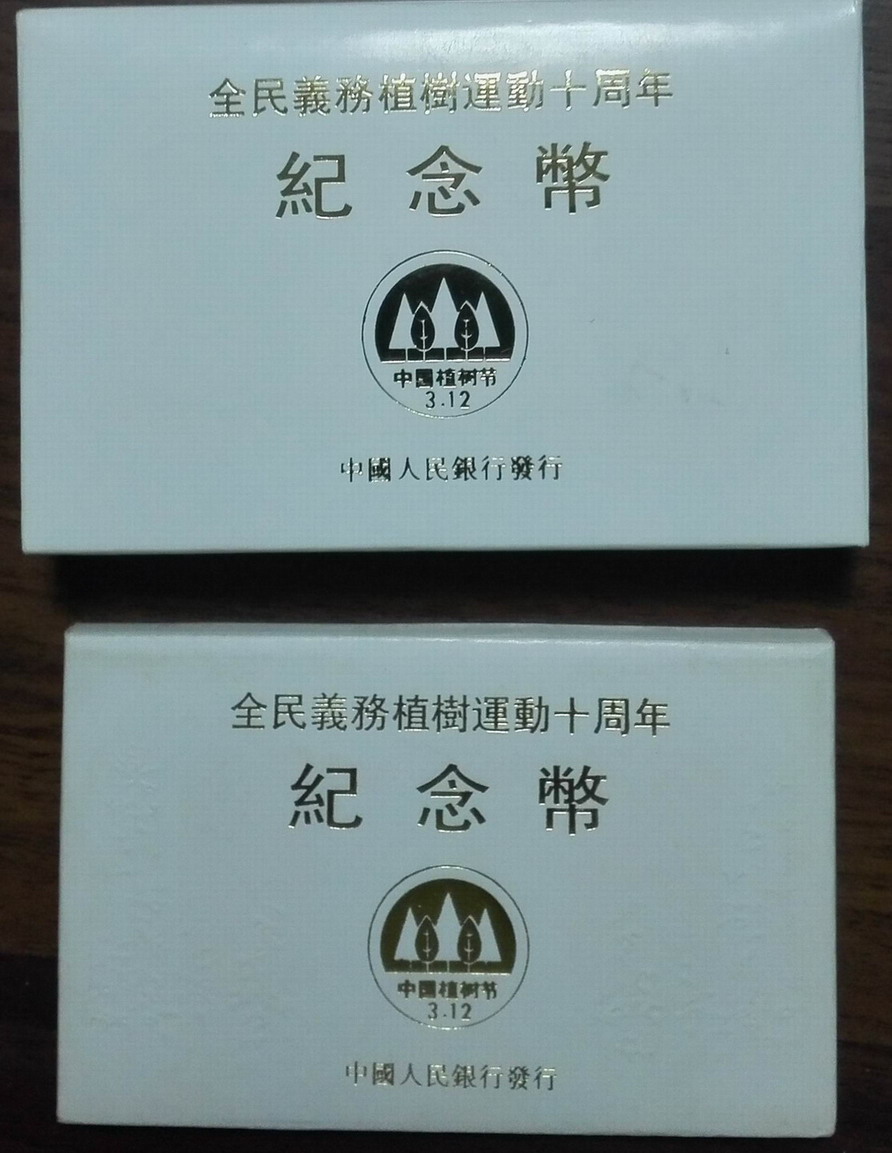 全民義務植樹運動十周年
紀念幣
中国植树节
3.12
中國人民銀行發行
全民義務植樹運動十周年
紀念幣
中国植树节
3.12
中國人民銀行發行